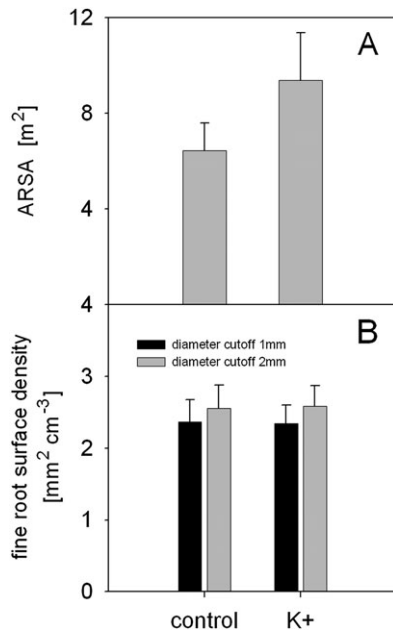 12
A
8
4
ARSA [m²]
4
B
diameter cutoff 1mm
diameter cutoff 2mm
3
2
1
0
fine root surface density
[mm² cm⁻³]
control K+